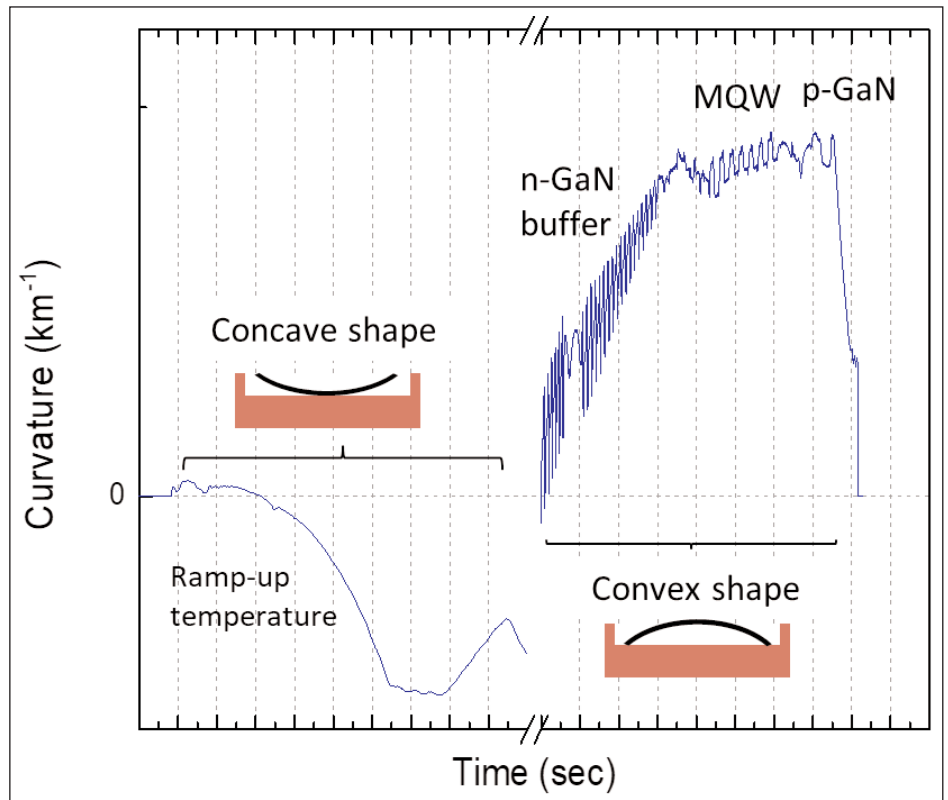 MQW
p-GaN
n-GaN
buffer
Concave shape
0
Ramp-up
temperature
Convex shape
Curvature (km⁻¹)
Time (sec)